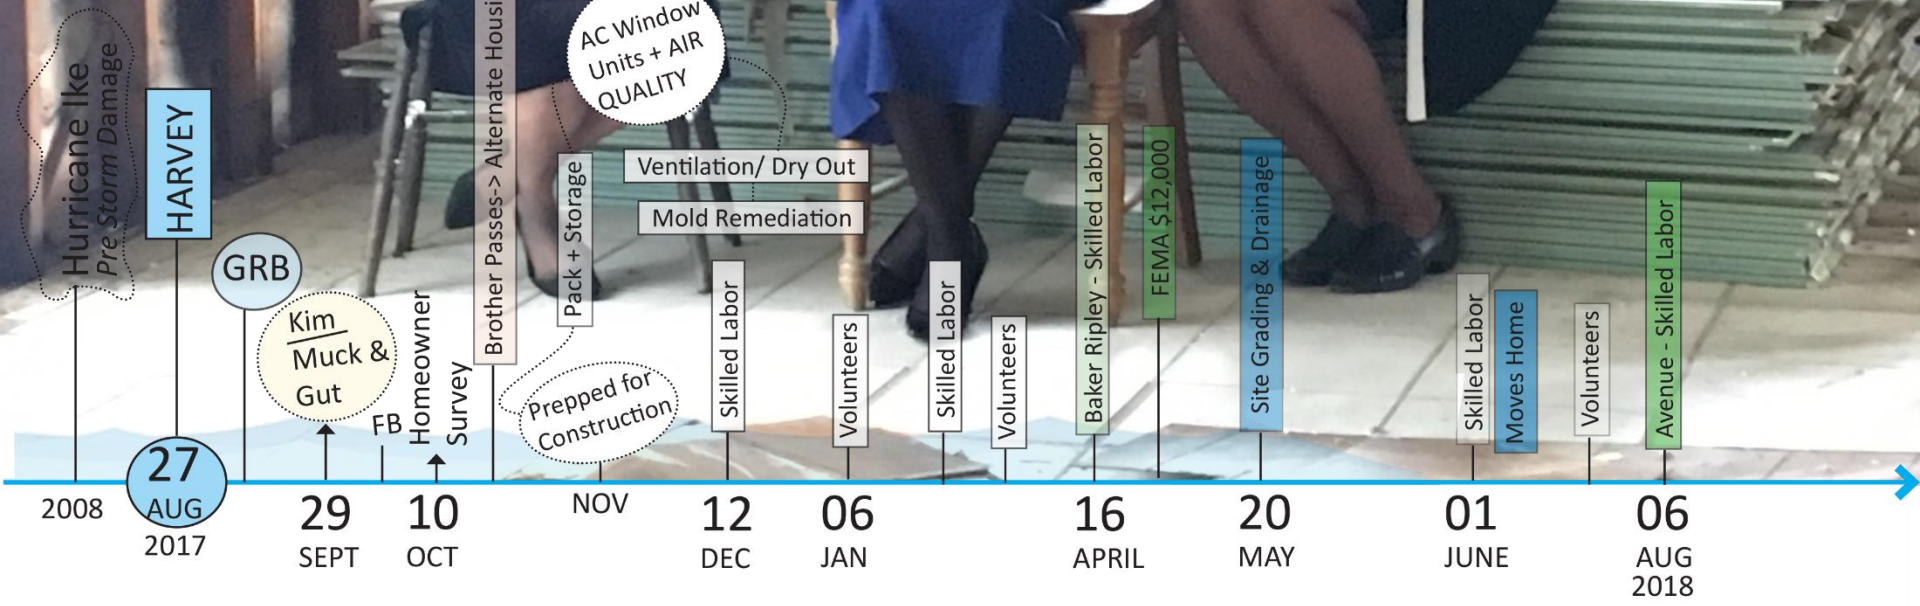 Hurricane Ike
Pre Storm Damage
HARVEY
GRB
Kim
Muck &
Gut
FB
Homeowner
Survey
Brother Passes-> Alternate Housi
Pack + Storage
AC Window
Units + AIR
QUALITY
Prepped for
Construction
Ventilation/ Dry Out
Mold Remediation
Skilled Labor
Volunteers
Skilled Labor
Volunteers
Baker Ripley - Skilled Labor
FEMA $12,000
Site Grading & Drainage
Skilled Labor
Moves Home
Volunteers
Avenue - Skilled Labor
2008
27
AUG
2017
29
SEPT
10
OCT
NOV
12
DEC
06
JAN
16
APRIL
20
MAY
01
JUNE
06
AUG
2018